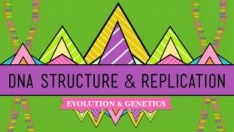 DNA STRUCTURE & REPLICATION
EVOLUTION & GENETICS